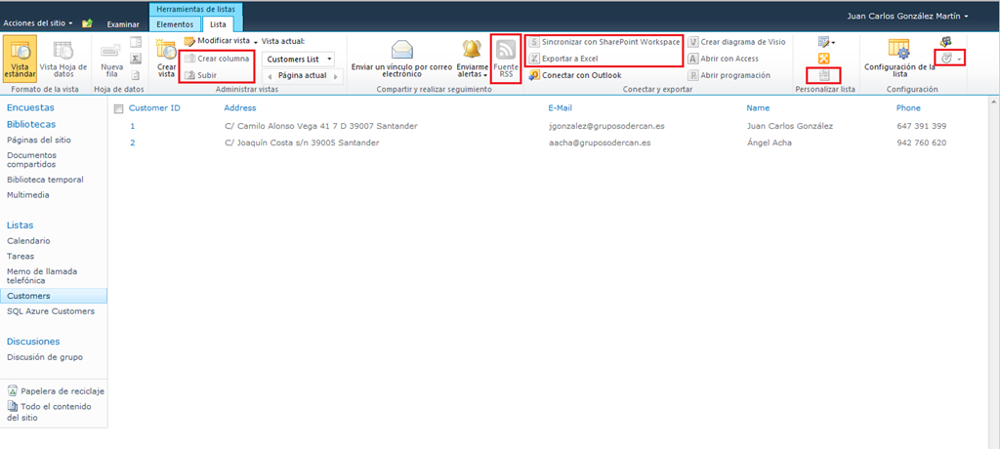 Herramientas de listas
Juan Carlos González Martín
Acciones del sitio
Examinar
Elementos
Lista
Vista estándar
Vista Hoja de datos
Formato de la vista
Nueva fila
Hoja de datos
Crear vista
Modificar vista
Crear columna
Subir
Vista actual:
Customers List
Página actual
Administrar vistas
Enviar un vínculo por correo electrónico
Enviarme alertas
Fuente RSS
Compartir y realizar seguimiento
Sincronizar con SharePoint Workspace
Exportar a Excel
Conectar con Outlook
Crear diagrama de Visio
Abrir con Access
Abrir programación
Conectar y exportar
Personalizar lista
Configuración de la lista
Configuración
Encuestas
Bibliotecas
Páginas del sitio
Documentos compartidos
Biblioteca temporal
Multimedia
Listas
Calendario
Tareas
Memo de llamada telefónica
Customers
SQL Azure Customers
Discusiones
Discusión de grupo
Papelera de reciclaje
Todo el contenido del sitio
Customer ID Address E-Mail Name Phone
1 C/ Camilo Alonso Vega 41 7 D 39007 Santander jgonzalez@gruposodercan.es Juan Carlos González 647 391 399
2 C/ Joaquín Costa s/n 39005 Santander aacha@gruposodercan.es Ángel Acha 942 760 620